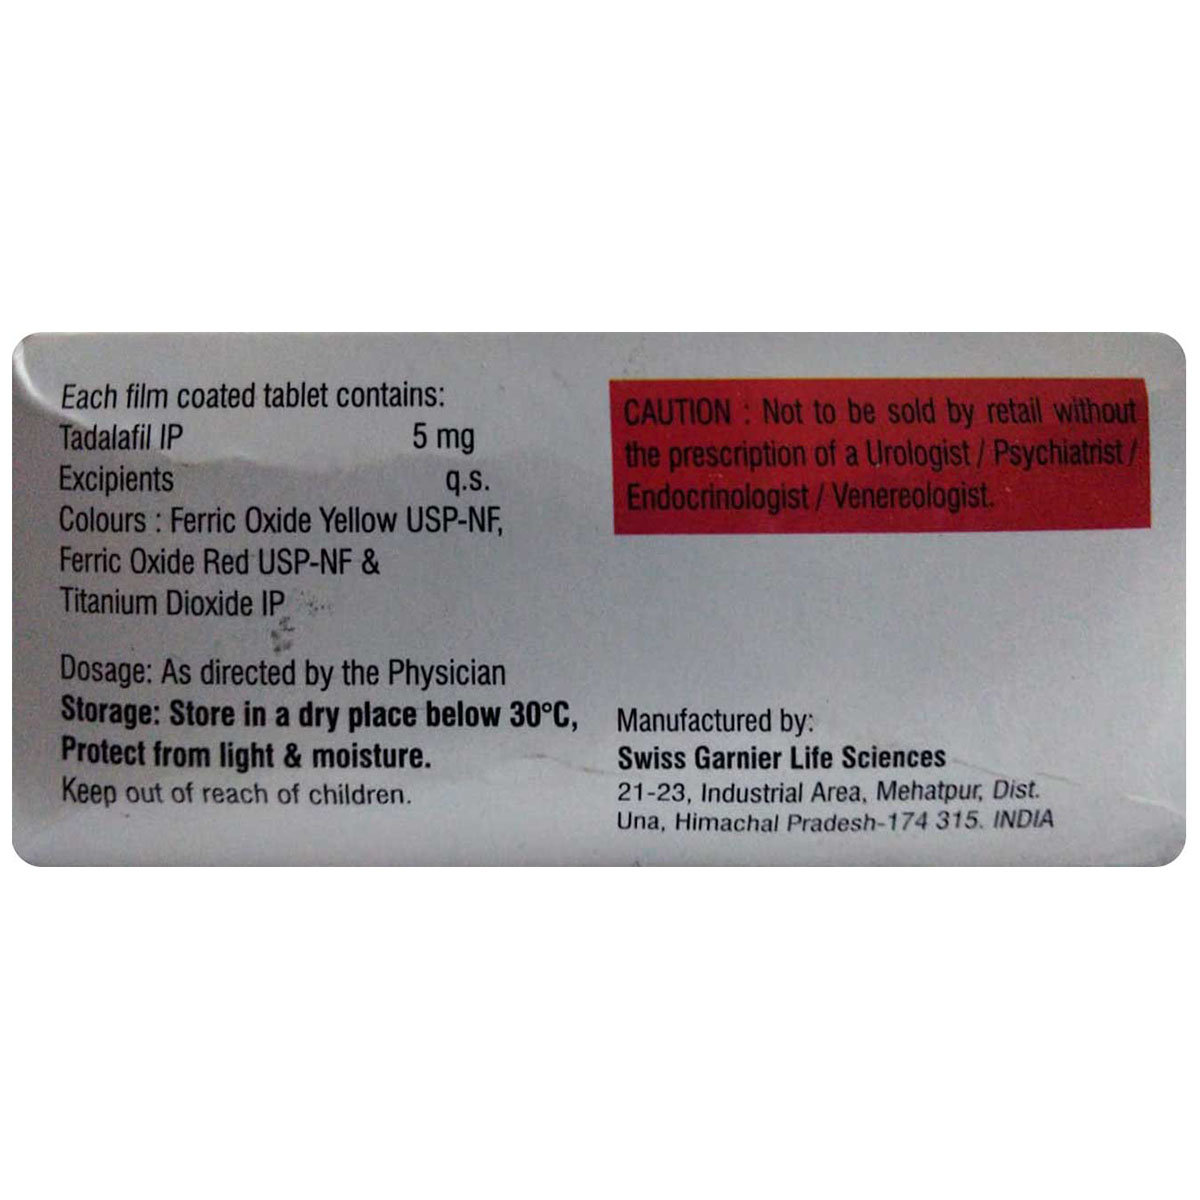 Each film coated tablet contains:
Tadalafil IP 5 mg
Excipients q.s.
Colours : Ferric Oxide Yellow USP-NF,
Ferric Oxide Red USP-NF &
Titanium Dioxide IP
Dosage: As directed by the Physician
Storage: Store in a dry place below 30°C,
Protect from light & moisture.
Keep out of reach of children.
CAUTION : Not to be sold by retail without
the prescription of a Urologist / Psychiatrist /
Endocrinologist / Venereologist.
Manufactured by:
Swiss Garnier Life Sciences
21-23, Industrial Area, Mehatpur, Dist.
Una, Himachal Pradesh-174 315. INDIA